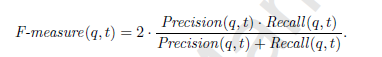 F-measure(q, t) = 2 · Precision(q, t) · Recall(q, t) / Precision(q, t) + Recall(q, t) .